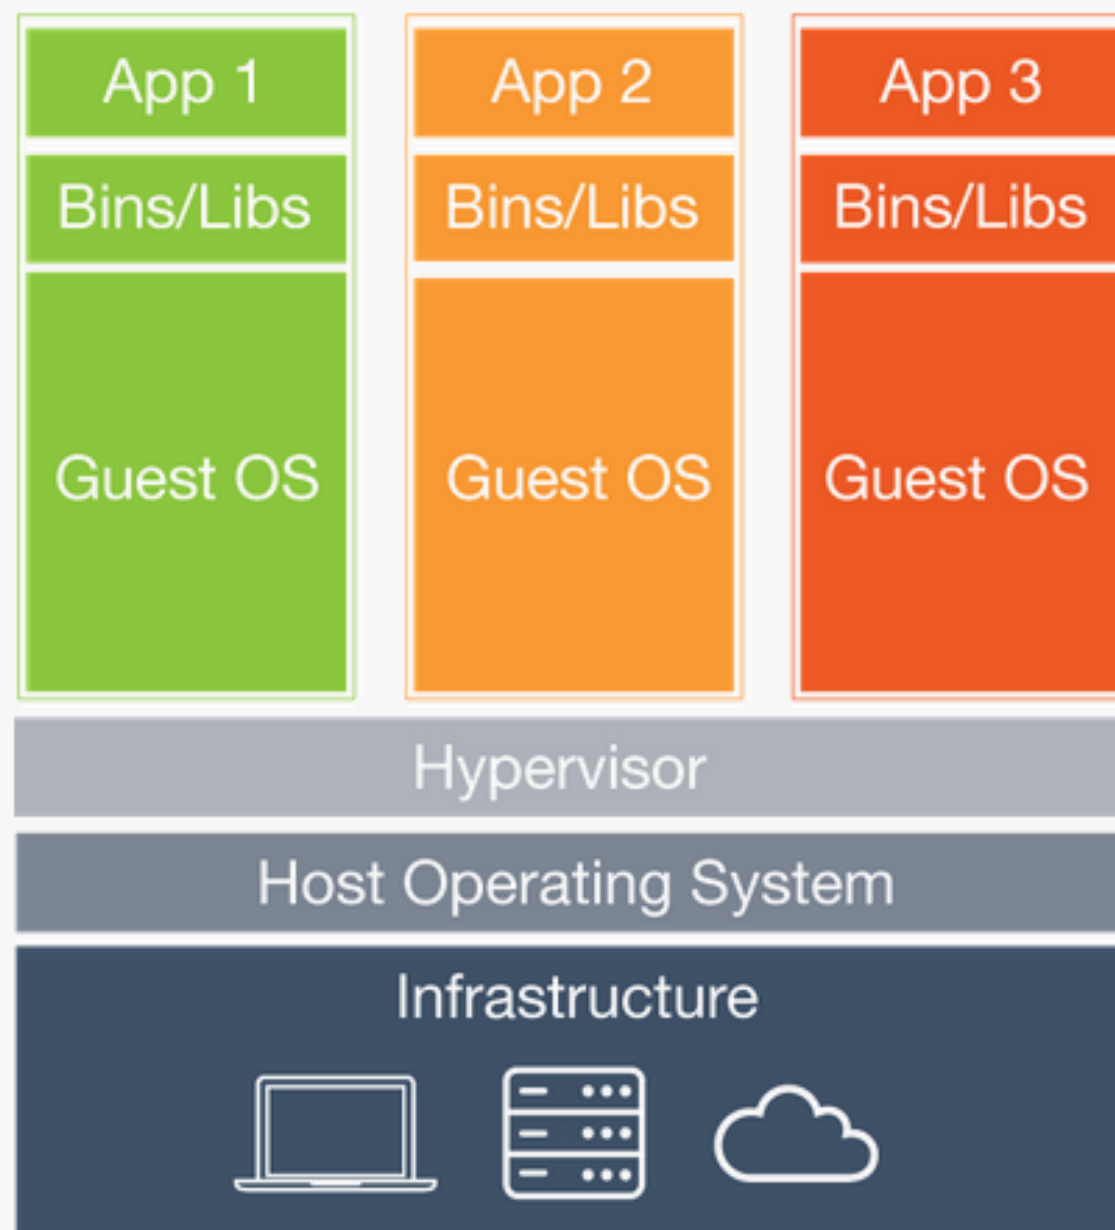 App 1
App 2
App 3
Bins/Libs
Bins/Libs
Bins/Libs
Guest OS
Guest OS
Guest OS
Hypervisor
Host Operating System
Infrastructure